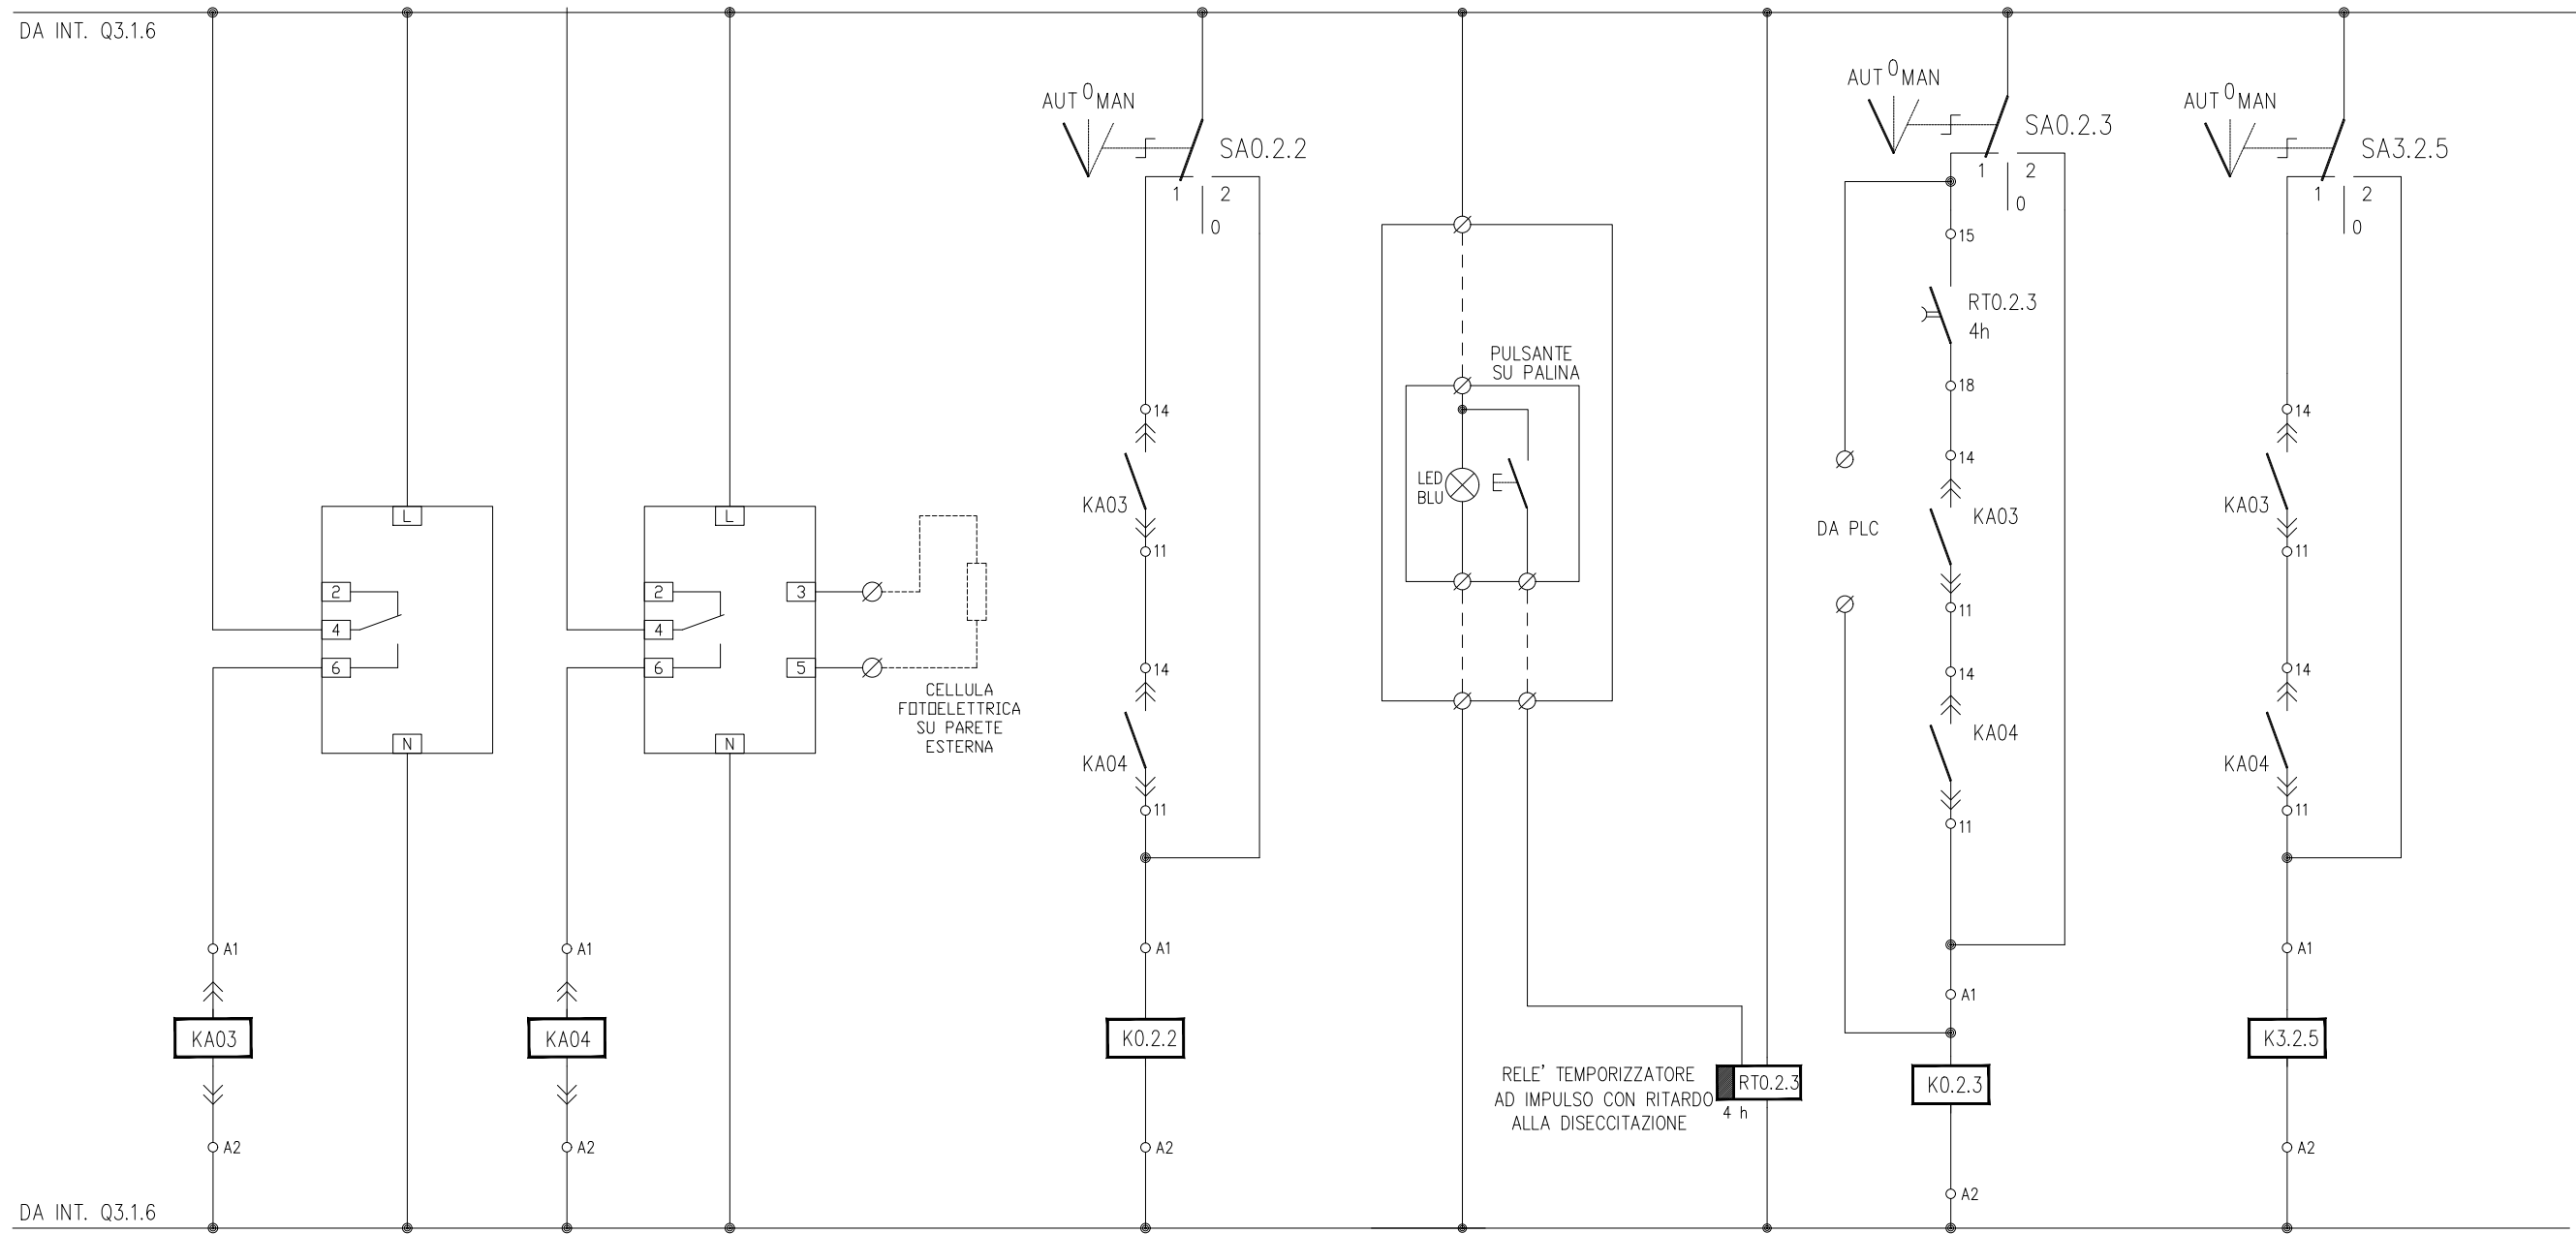 DA INT. Q3.1.6
L
2
4
6
N
A1
KA03
A2
L
2
4
6
3
5
N
CELLULA
FOTOELETTRICA
SU PARETE
ESTERNA
A1
KA04
A2
AUT 0 MAN
SA0.2.2
1 2
0
14
KA03
11
14
KA04
11
A1
K0.2.2
A2
PULSANTE
SU PALINA
LED
BLU
RELE' TEMPORIZZATORE
AD IMPULSO CON RITARDO
ALLA DISECCITAZIONE
RT0.2.3
4 h
AUT 0 MAN
SA0.2.3
1 2
0
15
RT0.2.3
4h
18
14
DA PLC
KA03
11
14
KA04
11
A1
K0.2.3
A2
AUT 0 MAN
SA3.2.5
1 2
0
14
KA03
11
14
KA04
11
A1
K3.2.5
A2
DA INT. Q3.1.6